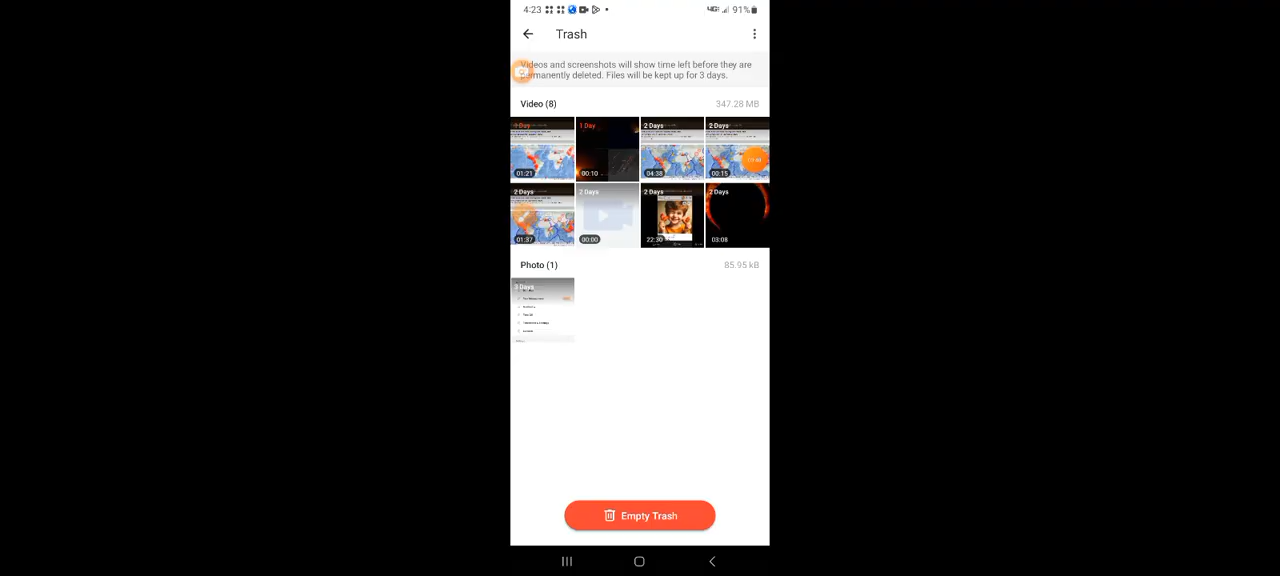 4:23
4G 91%
Trash
Videos and screenshots will show time left before they are
permanently deleted. Files will be kept up for 3 days.
Video (8)
347.28 MB
1 Day
1 Day
2 Days
2 Days
01:21
00:10
04:38
00:15
2 Days
2 Days
2 Days
2 Days
01:37
00:00
22:30
03:08
Photo (1)
85.95 kB
3 Days
Empty Trash